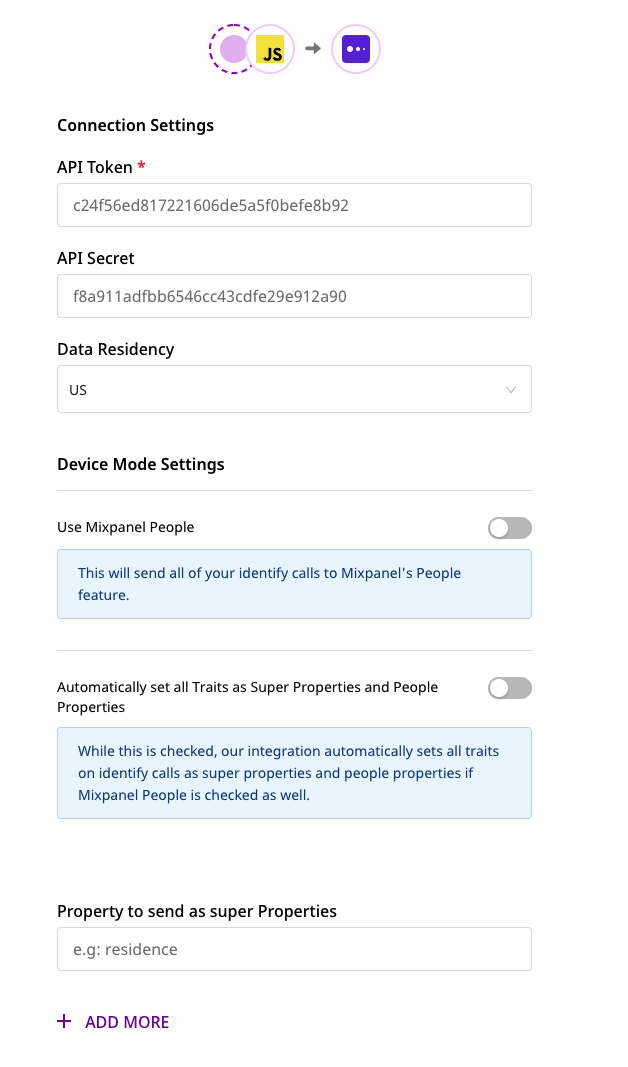 JS
Connection Settings
API Token *
c24f56ed817221606de5a5f0befe8b92
API Secret
f8a911adfbb6546cc43cdfe29e912a90
Data Residency
US
Device Mode Settings
Use Mixpanel People
This will send all of your identify calls to Mixpanel's People
feature.
Automatically set all Traits as Super Properties and People
Properties
While this is checked, our integration automatically sets all traits
on identify calls as super properties and people properties if
Mixpanel People is checked as well.
Property to send as super Properties
e.g: residence
+ ADD MORE